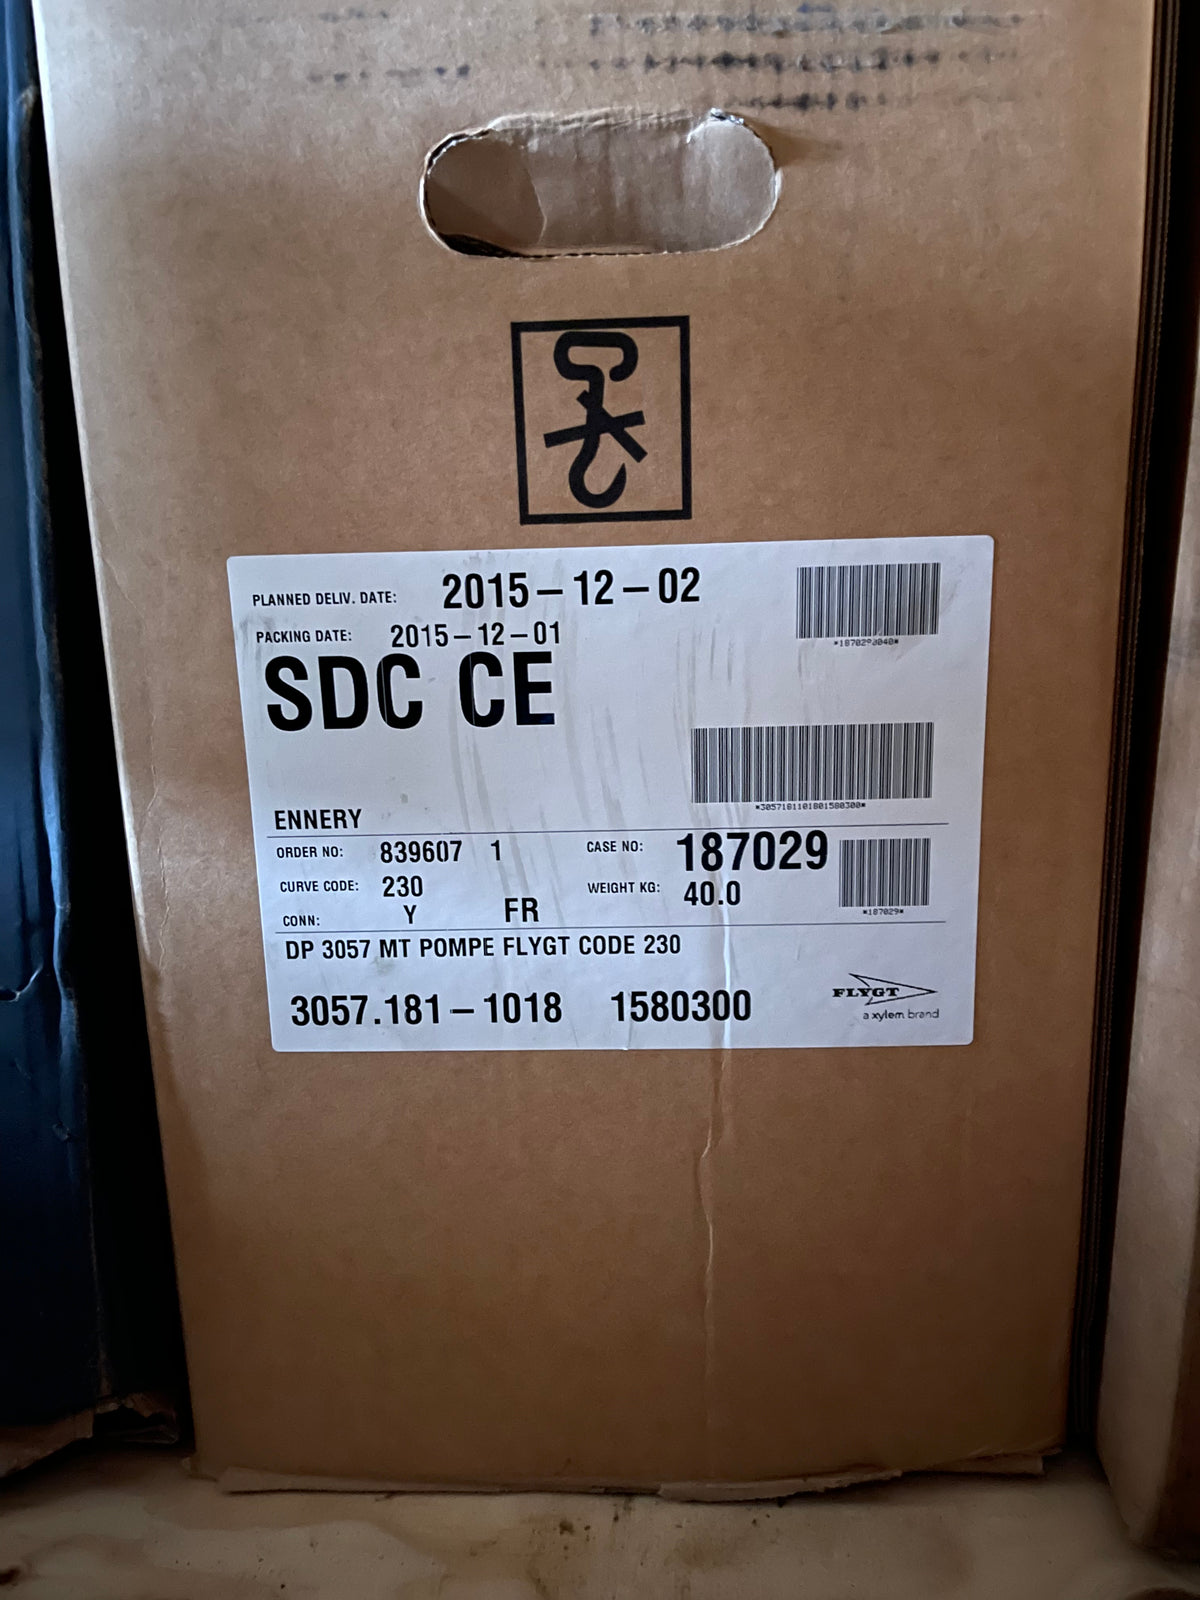 PLANNED DELIV. DATE: 2015-12-02
PACKING DATE: 2015-12-01
SDC CE
*3057181101801580300*
ENNERY
ORDER NO: 839607 1
CASE NO: 187029
CURVE CODE: 230
WEIGHT KG: 40.0
*187029*
CONN: Y FR
DP 3057 MT POMPE FLYGT CODE 230
3057.181-1018 1580300
FLYGT
a xylem brand